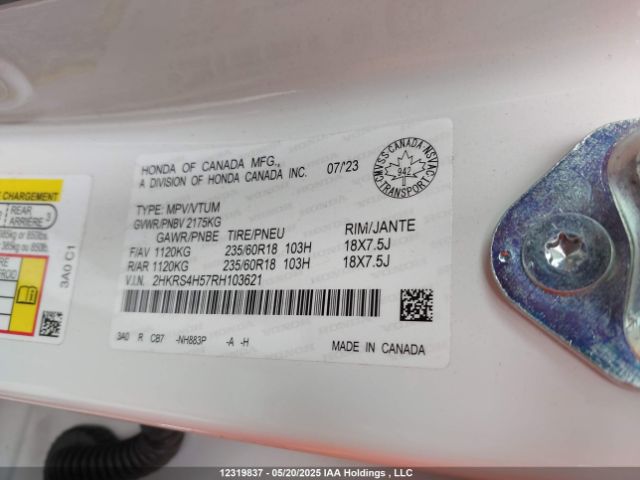 HONDA OF CANADA MFG.,
A DIVISION OF HONDA CANADA INC. 07/'23
CMVSS CANADA NSVAC
942
TRANSPORT
TYPE: MPV/VTUM
GVWR/PNBV 2175KG
GAWR/PNBE TIRE/PNEU RIM/JANTE
F/AV 1120KG 235/60R18 103H 18X7.5J
R/AR 1120KG 235/60R18 103H 18X7.5J
V.I.N. 2HKRS4H57RH103621
3A0 R CB7 -NH883P -A -H
MADE IN CANADA
CHARGEMENT
REAR
ARRIÈRE 3
3A0 C1
12319837 - 05/20/2025 IAA Holdings , LLC